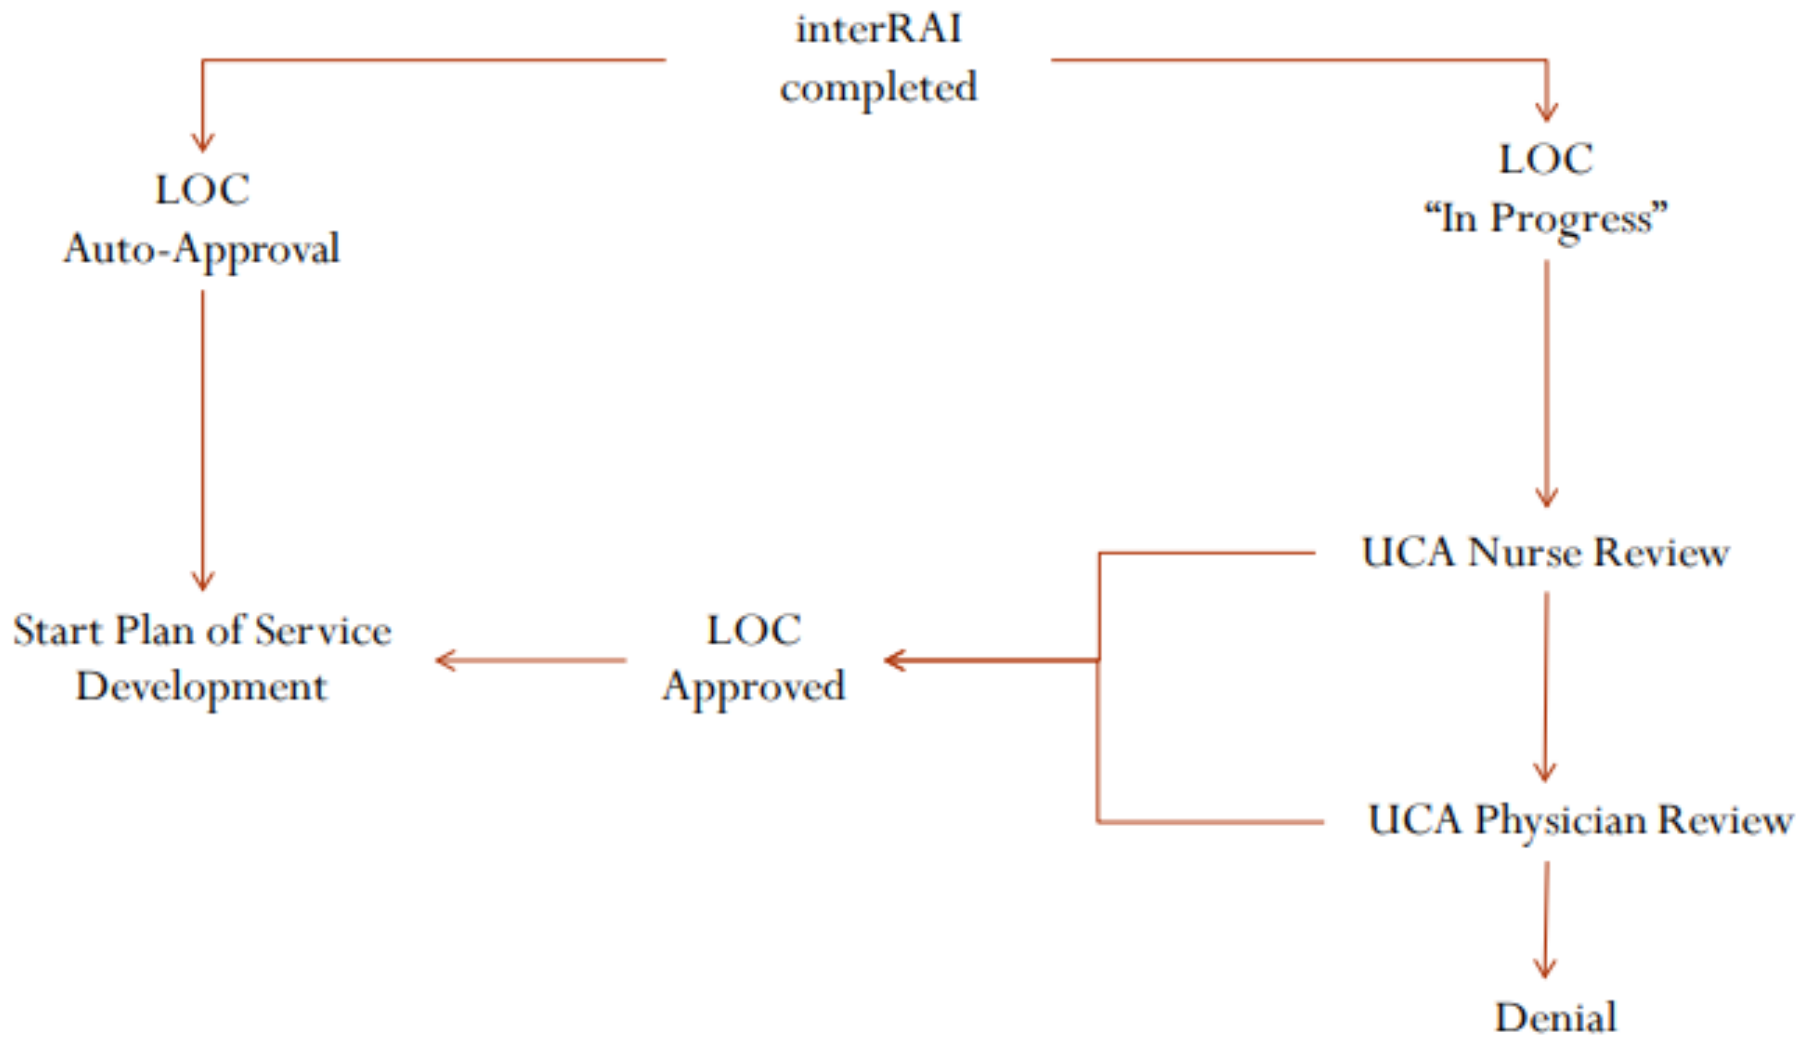 interRAI
completed
LOC
Auto-Approval
LOC
“In Progress”
UCA Nurse Review
Start Plan of Service
Development
LOC
Approved
UCA Physician Review
Denial